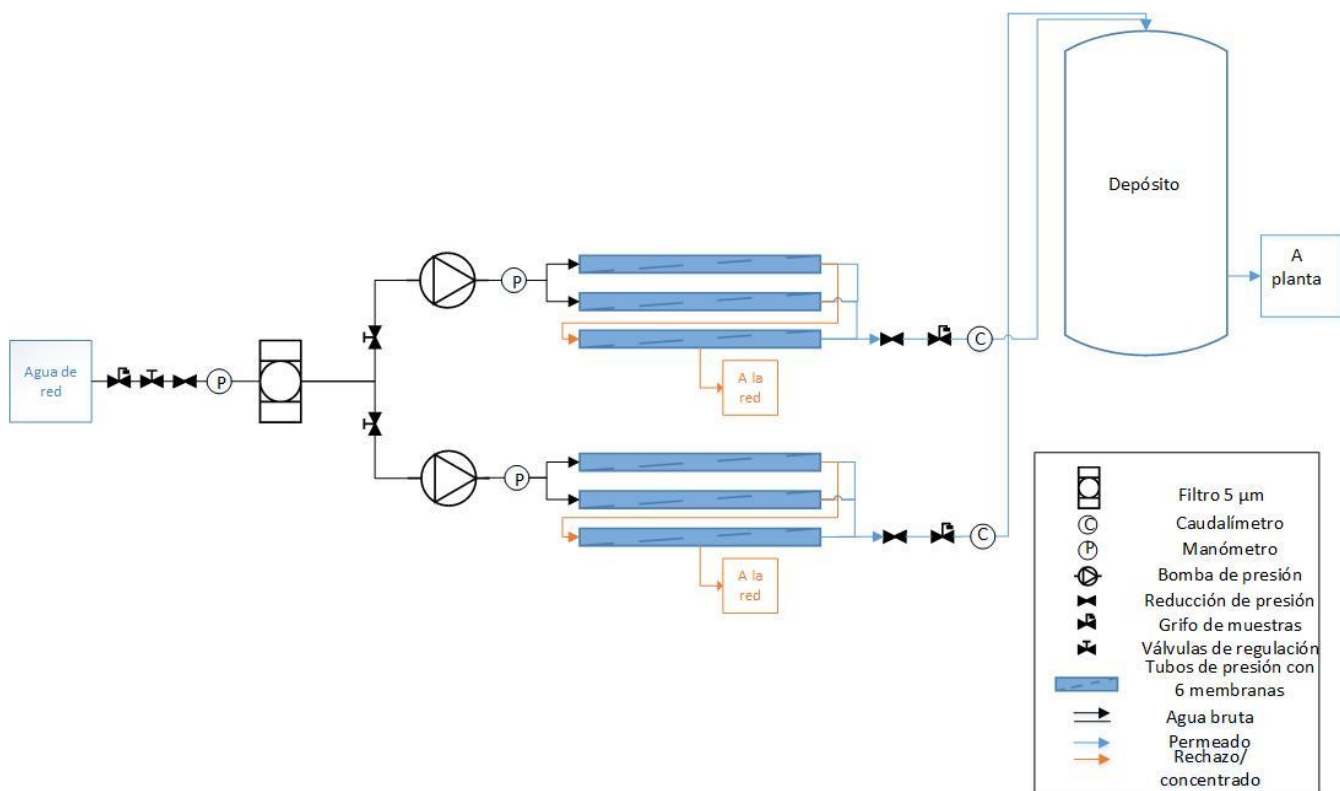 Depósito
A
planta
Agua de
red
P
P
C
A la
red
P
C
A la
red
Filtro 5 µm
C
Caudalímetro
P
Manómetro
Bomba de presión
Reducción de presión
Grifo de muestras
Válvulas de regulación
Tubos de presión con
6 membranas
Agua bruta
Permeado
Rechazo/
concentrado